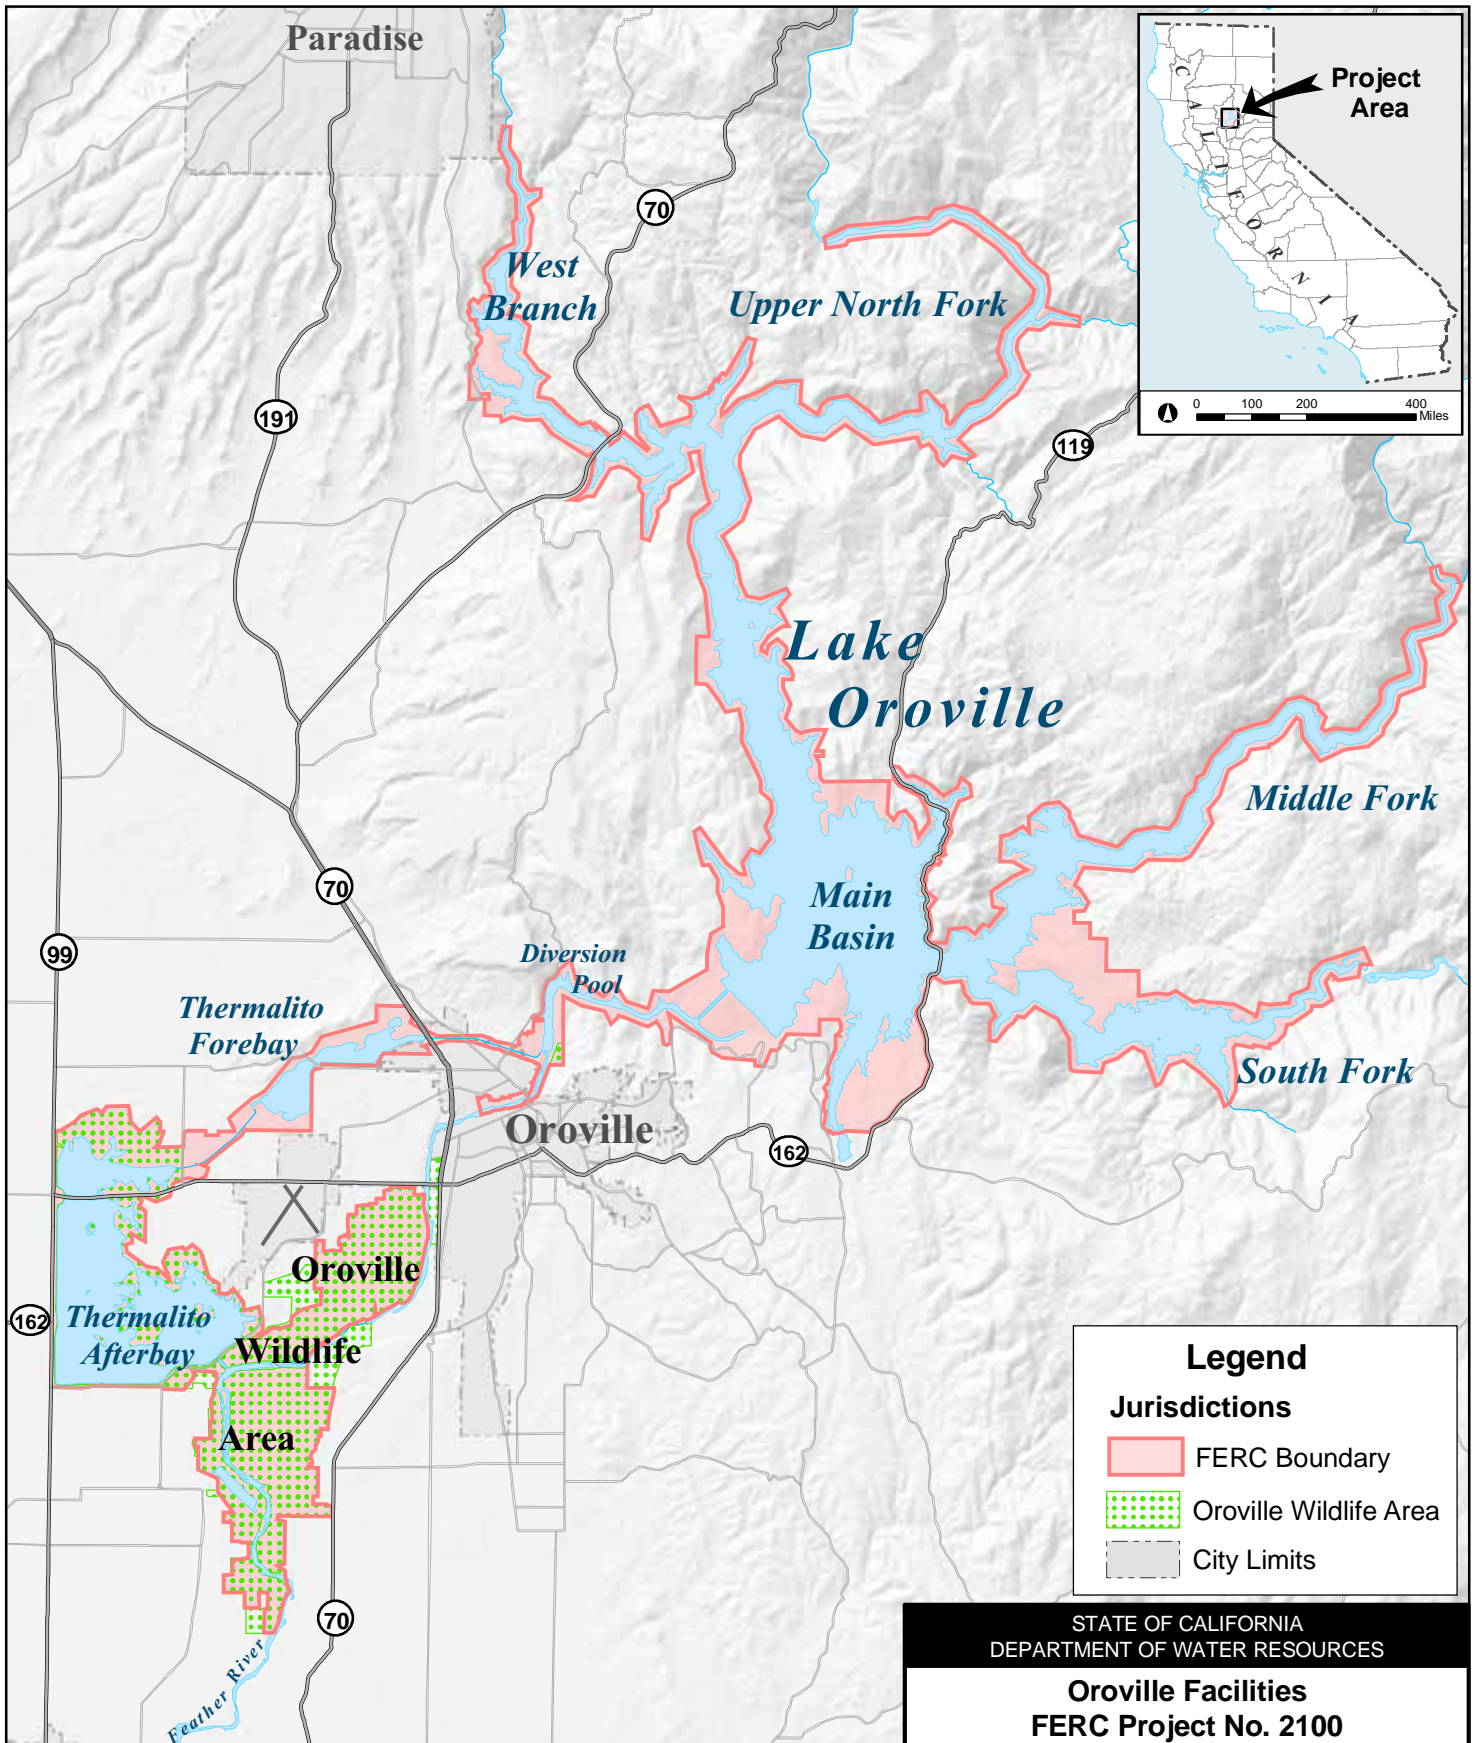 Paradise
Project
Area
CALIFORNIA
0 100 200 400
Miles
70
West
Branch
Upper North Fork
191
119
Lake
Oroville
Middle Fork
70
Main
Basin
99
Diversion
Pool
Thermalito
Forebay
South Fork
Oroville
162
Oroville
162
Thermalito
Afterbay
Wildlife
Area
70
Feather River
Legend
Jurisdictions
FERC Boundary
Oroville Wildlife Area
City Limits
STATE OF CALIFORNIA
DEPARTMENT OF WATER RESOURCES
Oroville Facilities
FERC Project No. 2100